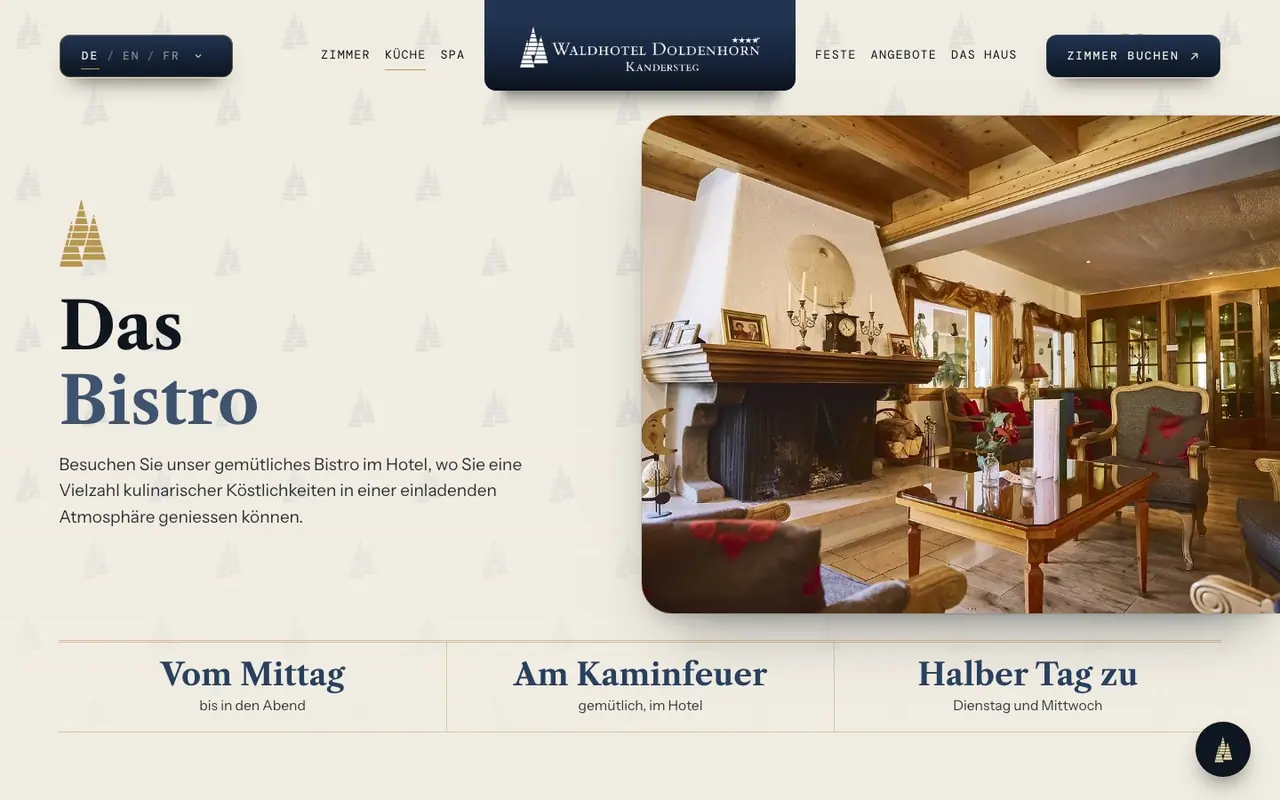 DE / EN / FR
ZIMMER
KÜCHE
SPA
WALDHOTEL DOLDENHORN
KANDERSTEG
FESTE
ANGEBOTE
DAS HAUS
ZIMMER BUCHEN
Das
Bistro
Besuchen Sie unser gemütliches Bistro im Hotel, wo Sie eine
Vielzahl kulinarischer Köstlichkeiten in einer einladenden
Atmosphäre geniessen können.
Vom Mittag
bis in den Abend
Am Kaminfeuer
gemütlich, im Hotel
Halber Tag zu
Dienstag und Mittwoch